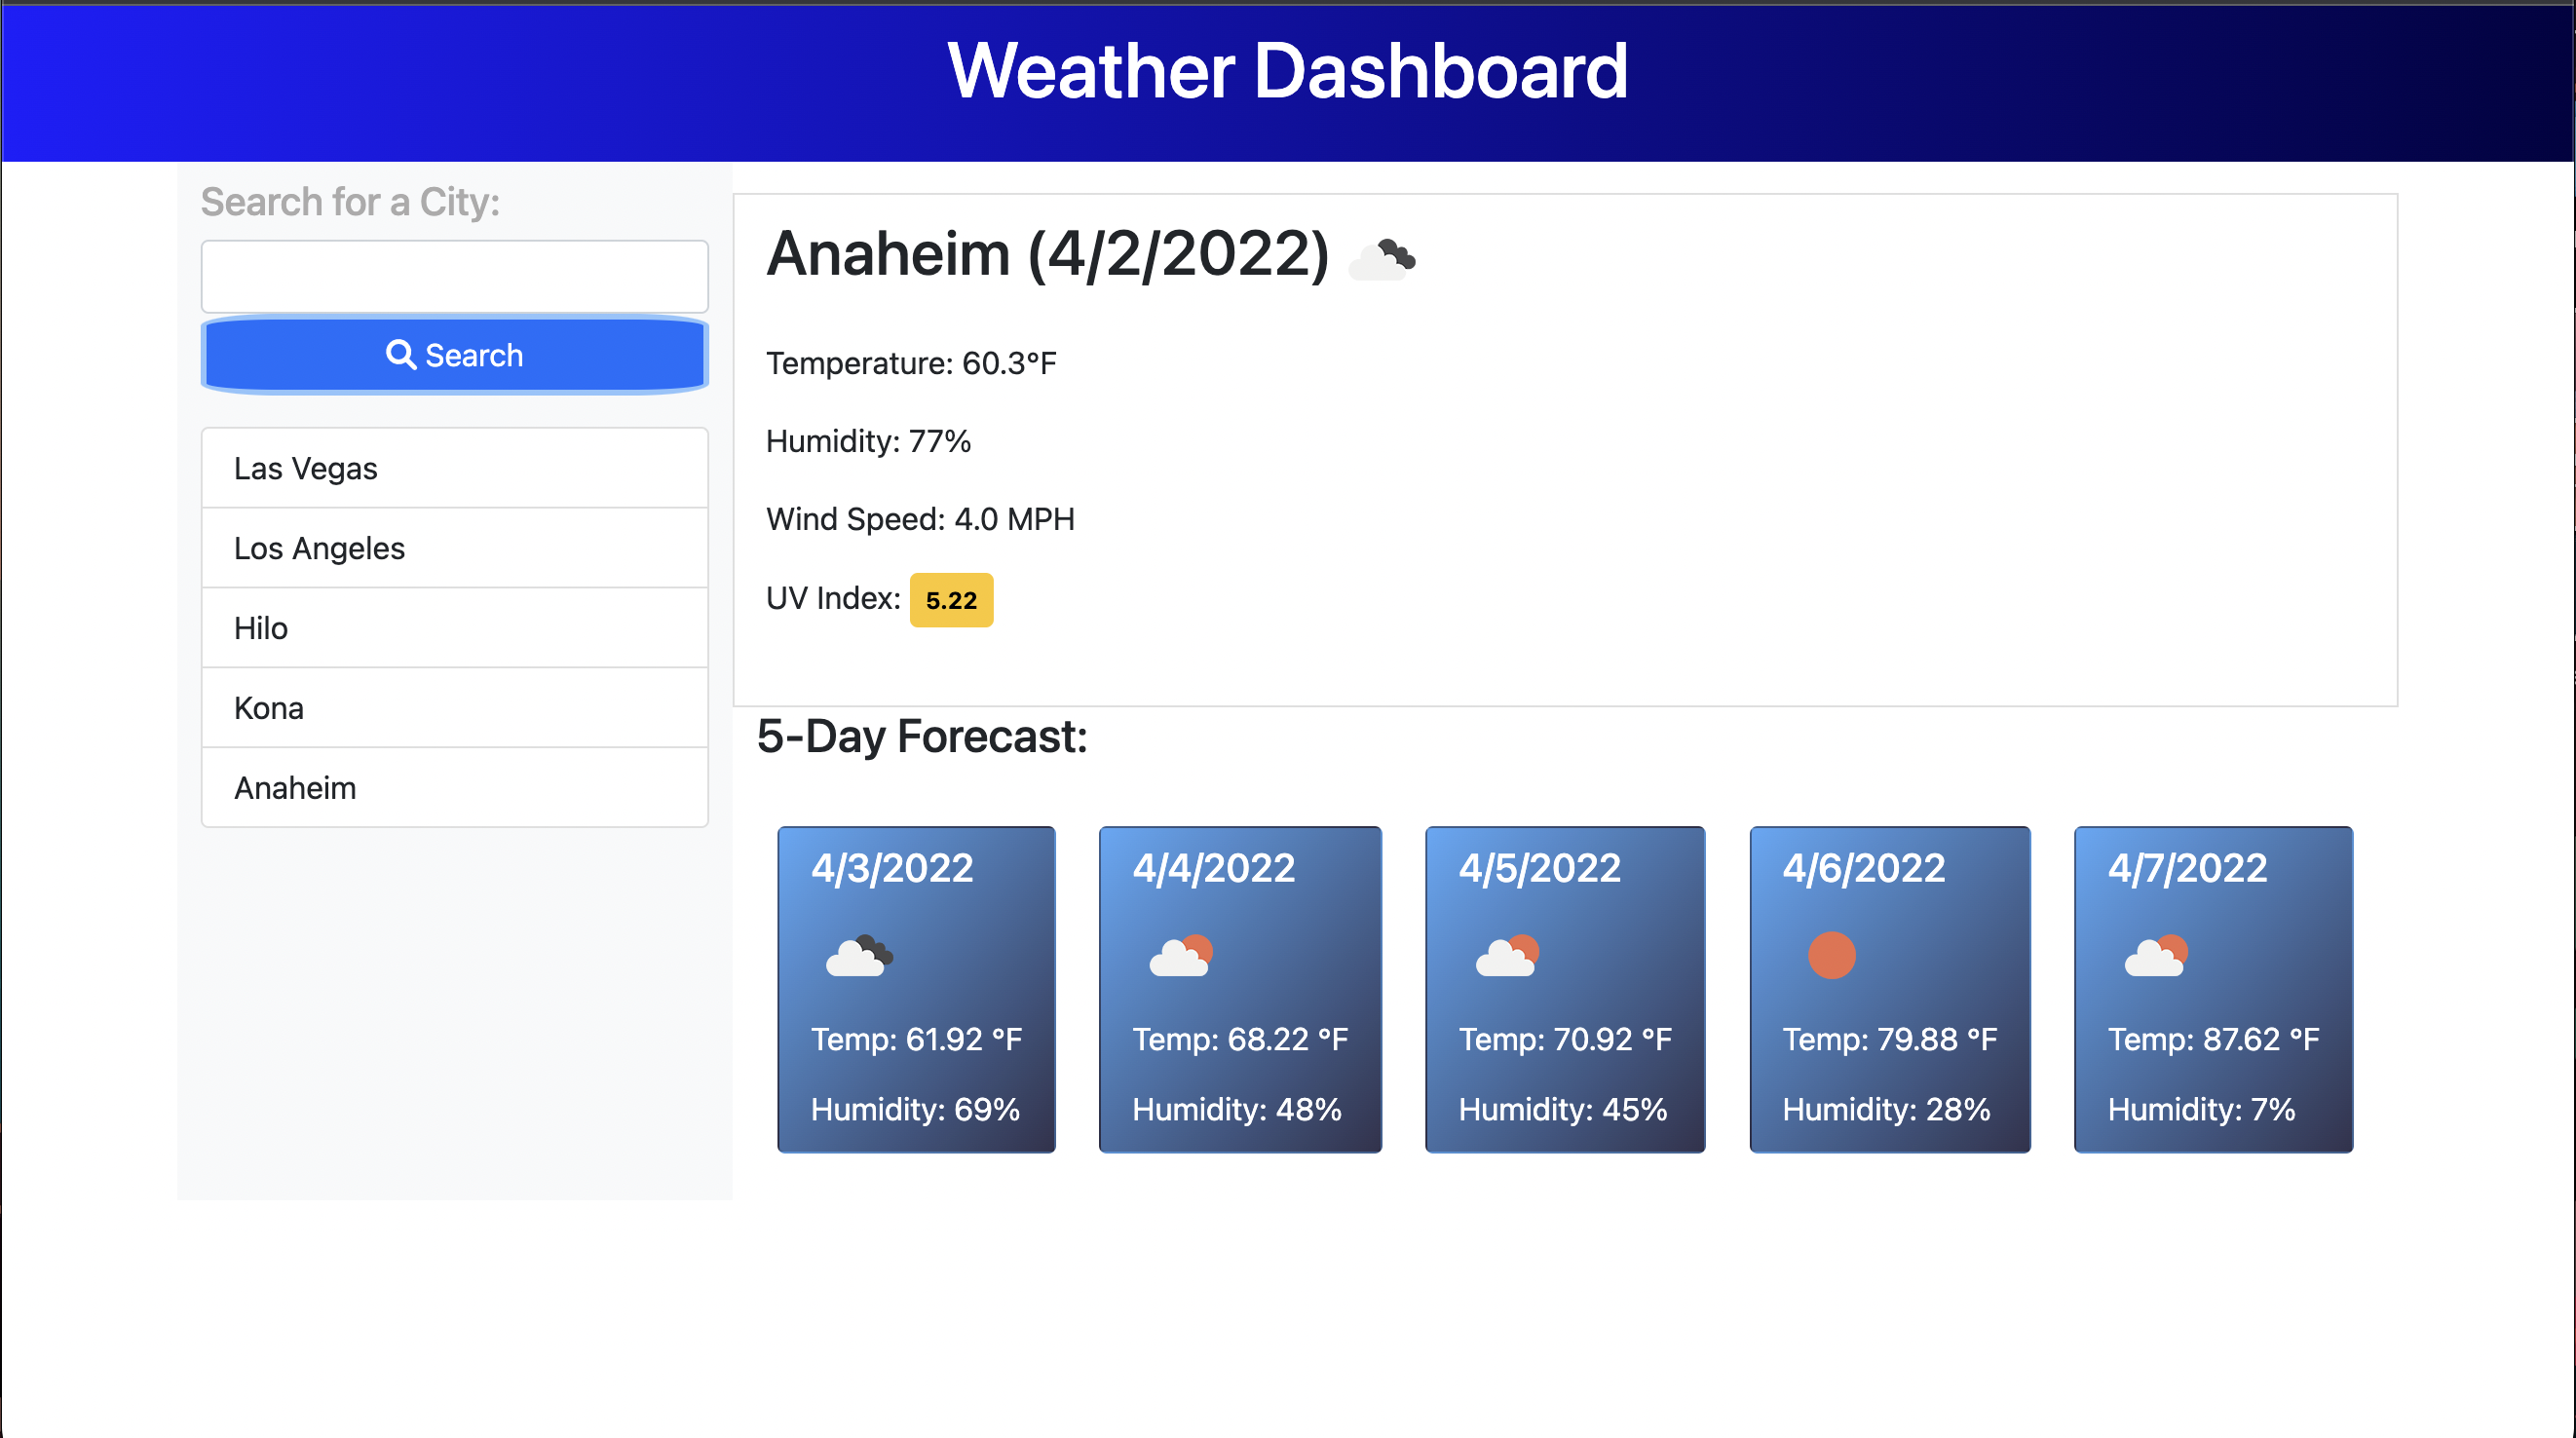 Weather Dashboard
Search for a City:
Search
Las Vegas
Los Angeles
Hilo
Kona
Anaheim
Anaheim (4/2/2022)
Temperature: 60.3°F
Humidity: 77%
Wind Speed: 4.0 MPH
UV Index: 5.22
5-Day Forecast:
4/3/2022
Temp: 61.92 °F
Humidity: 69%
4/4/2022
Temp: 68.22 °F
Humidity: 48%
4/5/2022
Temp: 70.92 °F
Humidity: 45%
4/6/2022
Temp: 79.88 °F
Humidity: 28%
4/7/2022
Temp: 87.62 °F
Humidity: 7%